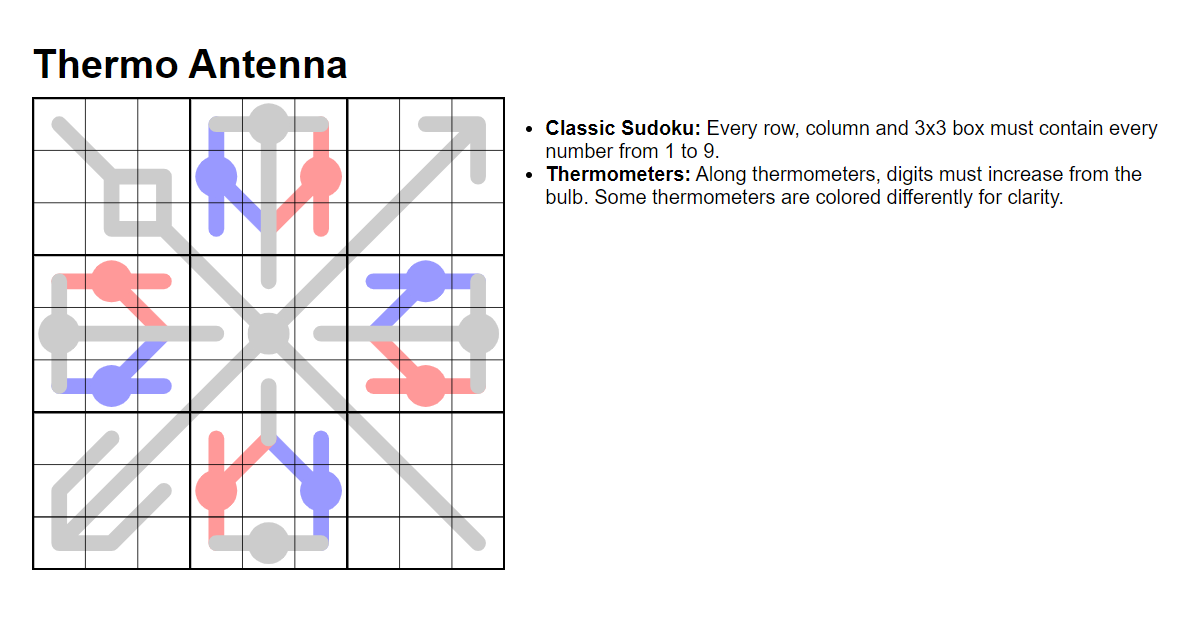 Thermo Antenna
Classic Sudoku: Every row, column and 3x3 box must contain every
number from 1 to 9.
Thermometers: Along thermometers, digits must increase from the
bulb. Some thermometers are colored differently for clarity.